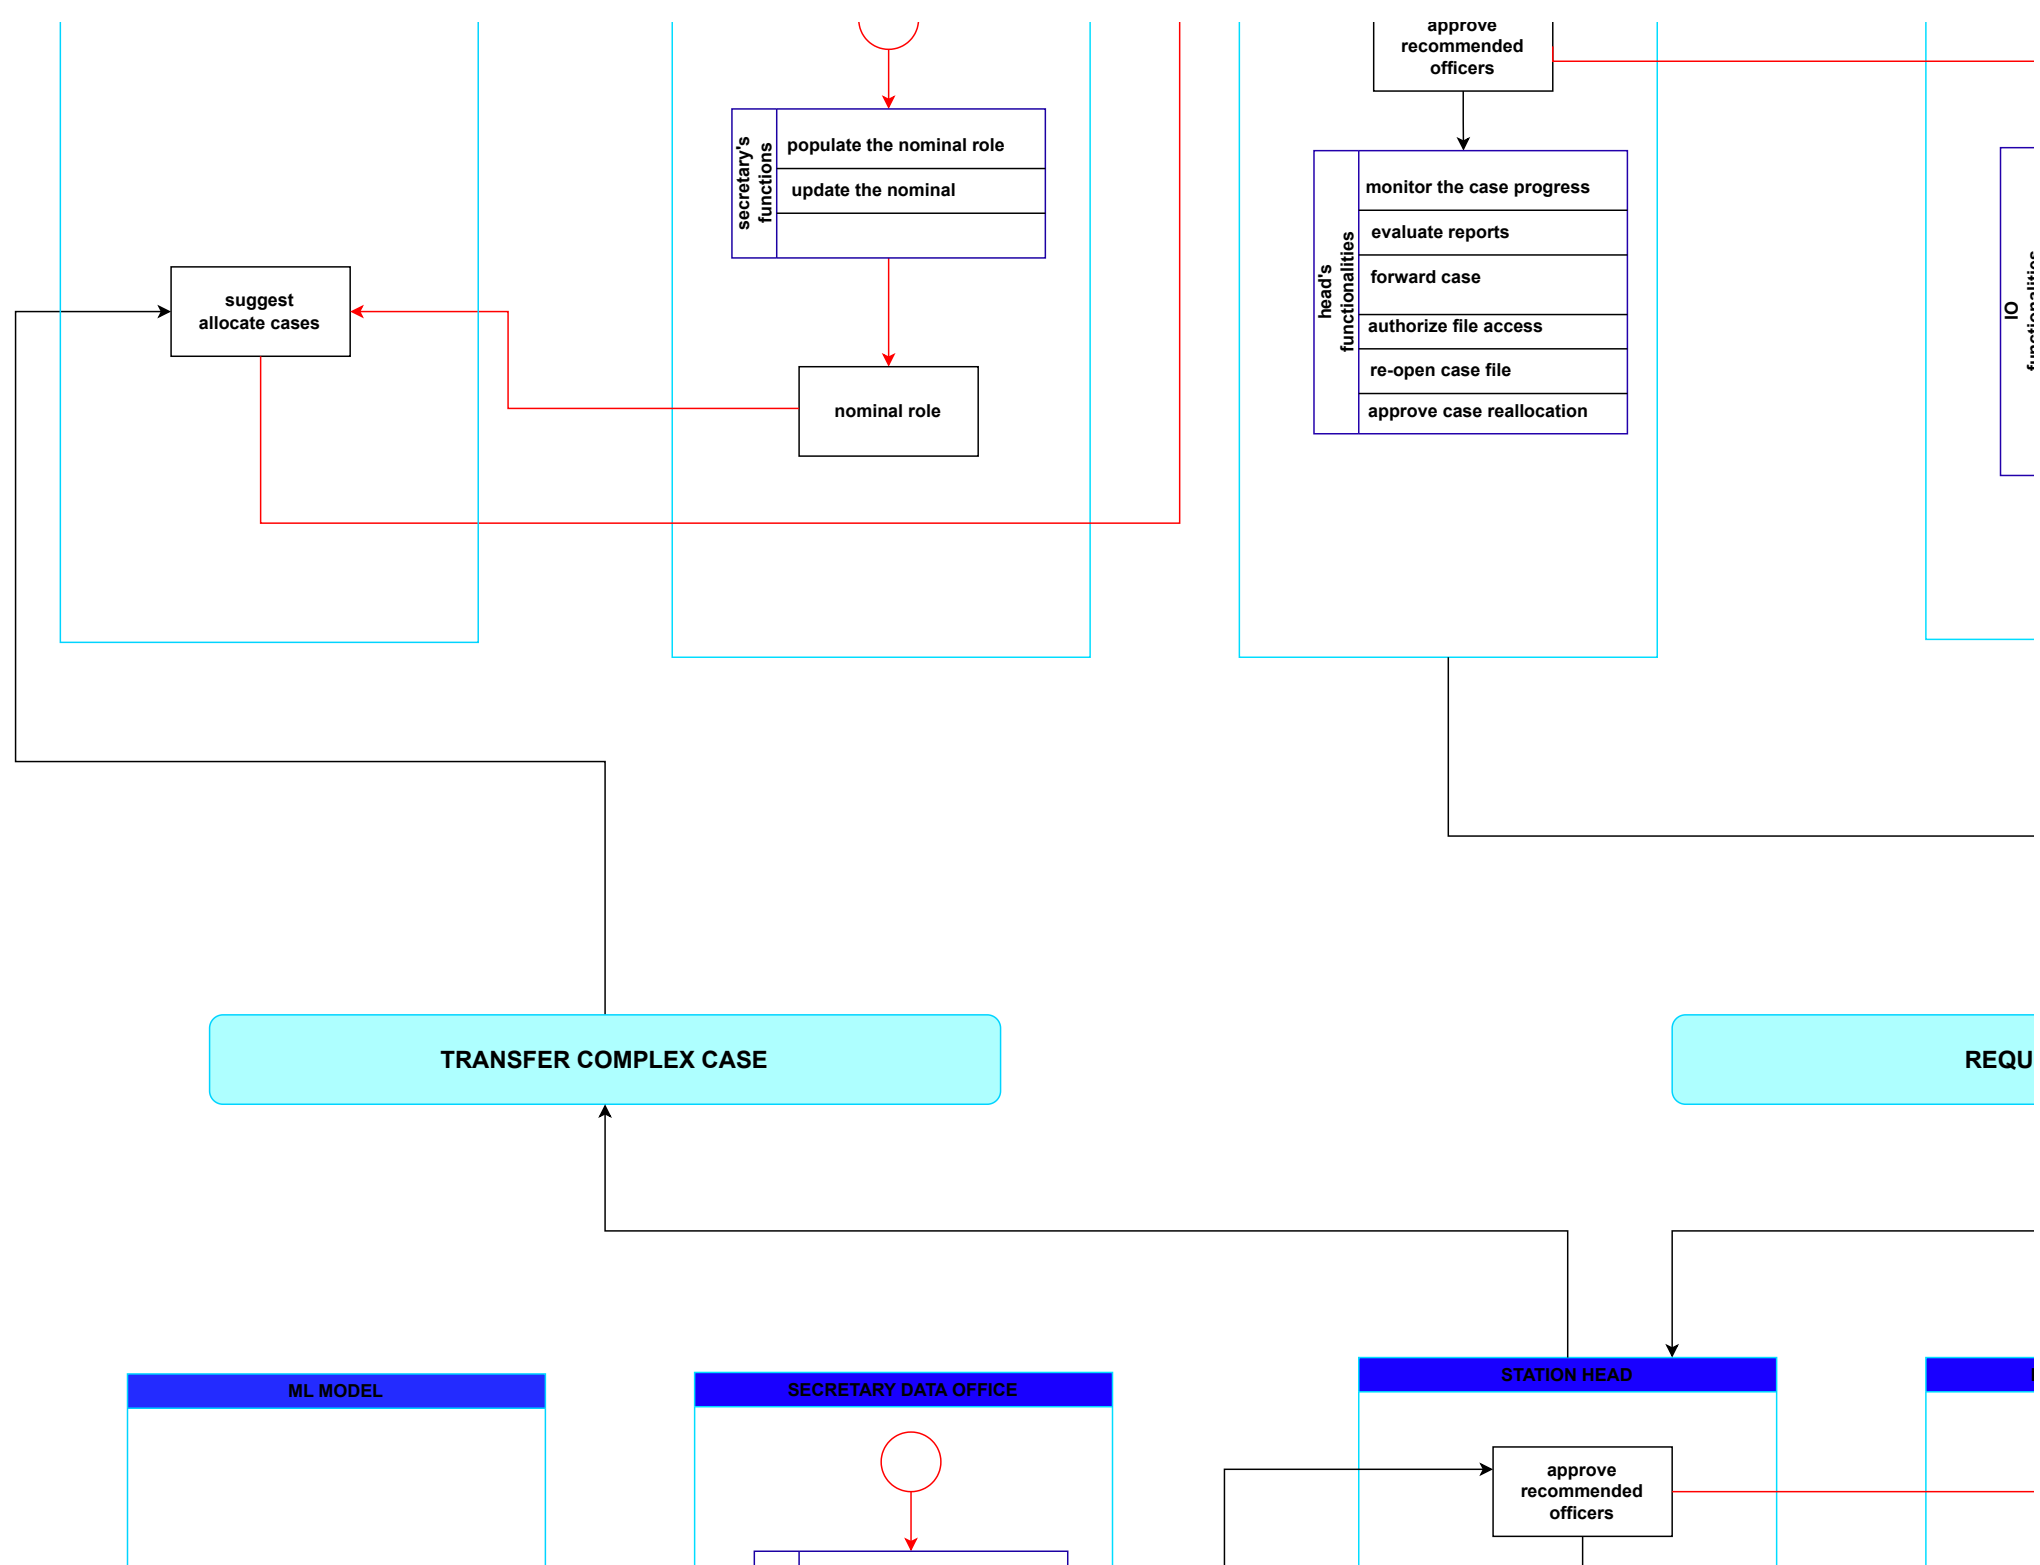 approve
recommended
officers
secretary's
functions
populate the nominal role
update the nominal
head's
functionalities
monitor the case progress
evaluate reports
forward case
authorize file access
re-open case file
approve case reallocation
IO
functionalities
suggest
allocate cases
nominal role
TRANSFER COMPLEX CASE
REQU
ML MODEL
SECRETARY DATA OFFICE
STATION HEAD
approve
recommended
officers